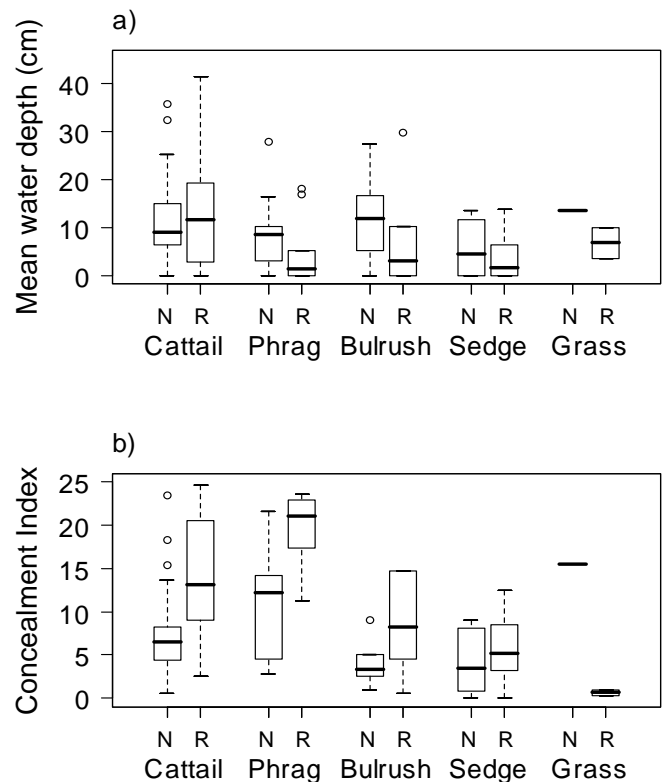 a)
Mean water depth (cm)
40
30
20
10
0
N R N R N R N R N R
Cattail Phrag Bulrush Sedge Grass
b)
Concealment Index
25
20
15
10
5
0
N R N R N R N R N R
Cattail Phrag Bulrush Sedge Grass